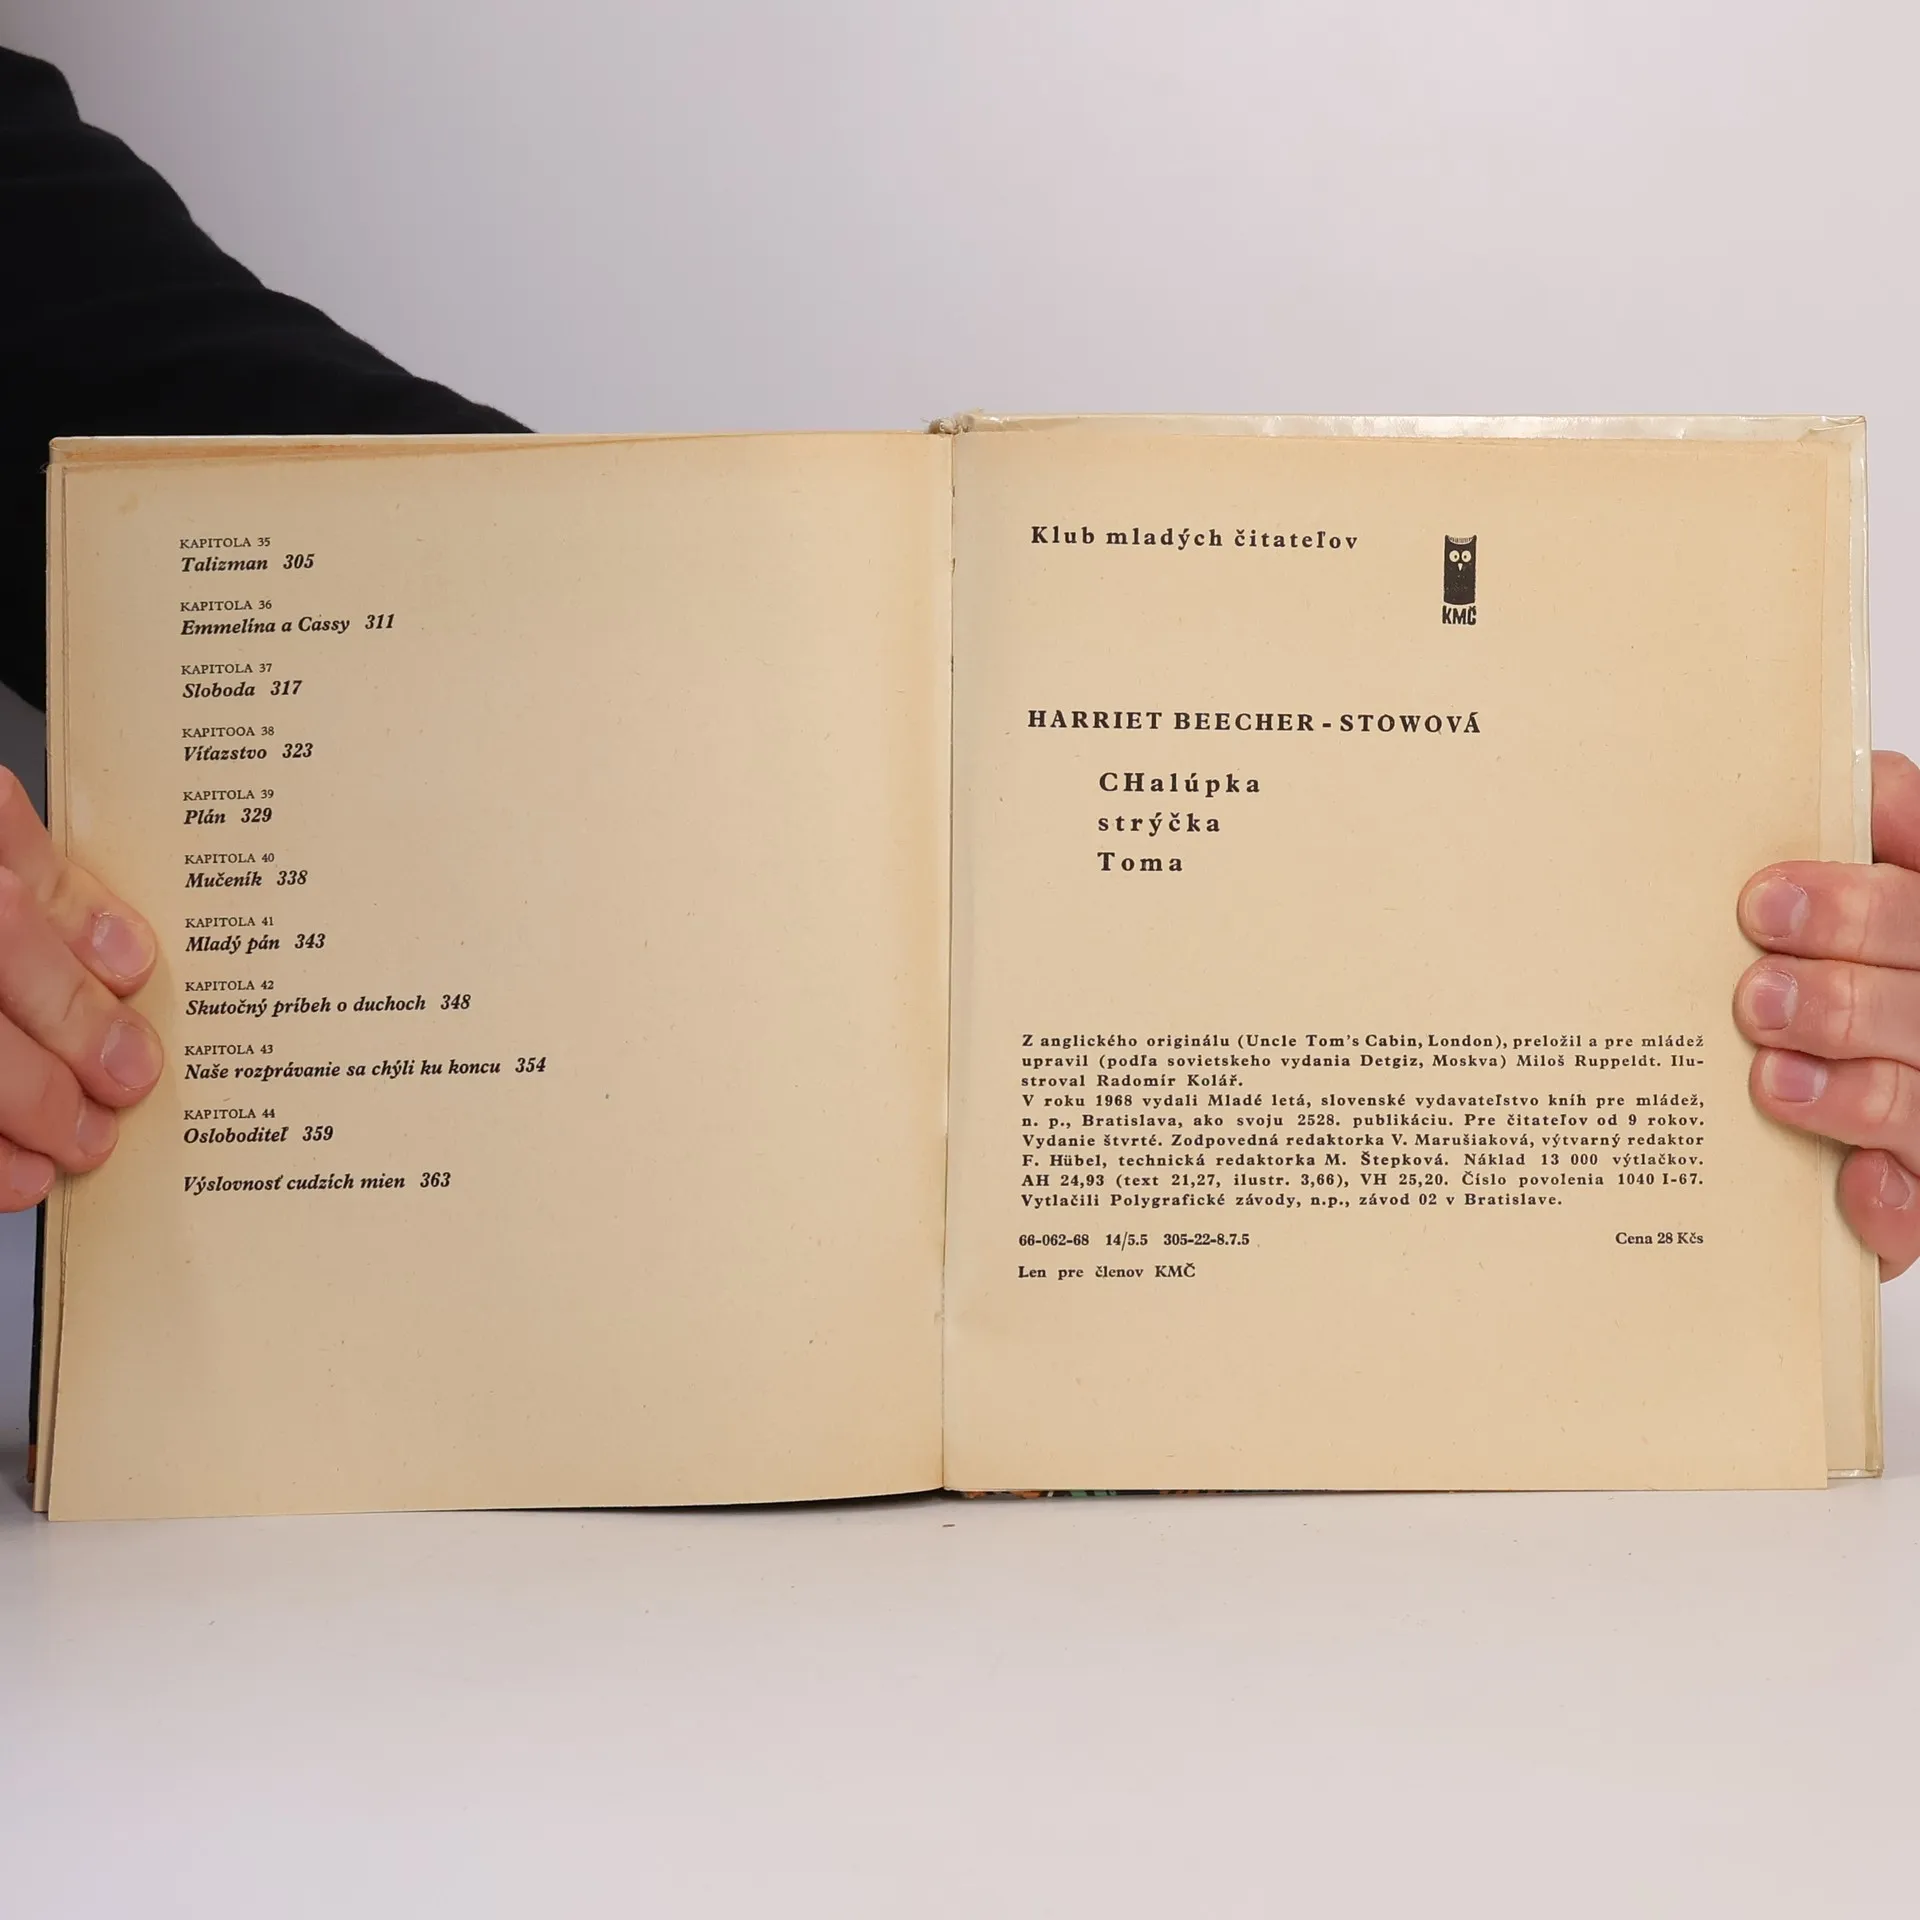 KAPITOLA 35
Talizman 305
KAPITOLA 36
Emmelína a Cassy 311
KAPITOLA 37
Sloboda 317
KAPITOOA 38
Víťazstvo 323
KAPITOLA 39
Plán 329
KAPITOLA 40
Mučeník 338
KAPITOLA 41
Mladý pán 343
KAPITOLA 42
Skutočný príbeh o duchoch 348
KAPITOLA 43
Naše rozprávanie sa chýli ku koncu 354
KAPITOLA 44
Osloboditeľ 359
Výslovnosť cudzích mien 363
Klub mladých čitateľov
KMČ
HARRIET BEECHER - STOWOVÁ
CHalúpka
strýčka
Toma
Z anglického originálu (Uncle Tom's Cabin, London), preložil a pre mládež
upravil (podľa sovietskeho vydania Detgiz, Moskva) Miloš Ruppeldt. Ilu-
stroval Radomír Kolář.
V roku 1968 vydali Mladé letá, slovenské vydavateľstvo kníh pre mládež,
n. p., Bratislava, ako svoju 2528. publikáciu. Pre čitateľov od 9 rokov.
Vydanie štvrté. Zodpovedná redaktorka V. Marušiaková, výtvarný redaktor
F. Hübel, technická redaktorka M. Štepková. Náklad 13 000 výtlačkov.
AH 24,93 (text 21,27, ilustr. 3,66), VH 25,20. Číslo povolenia 1040 I-67.
Vytlačili Polygrafické závody, n.p., závod 02 v Bratislave.
66-062-68 14/5.5 305-22-8.7.5 Cena 28 Kčs
Len pre členov KMČ